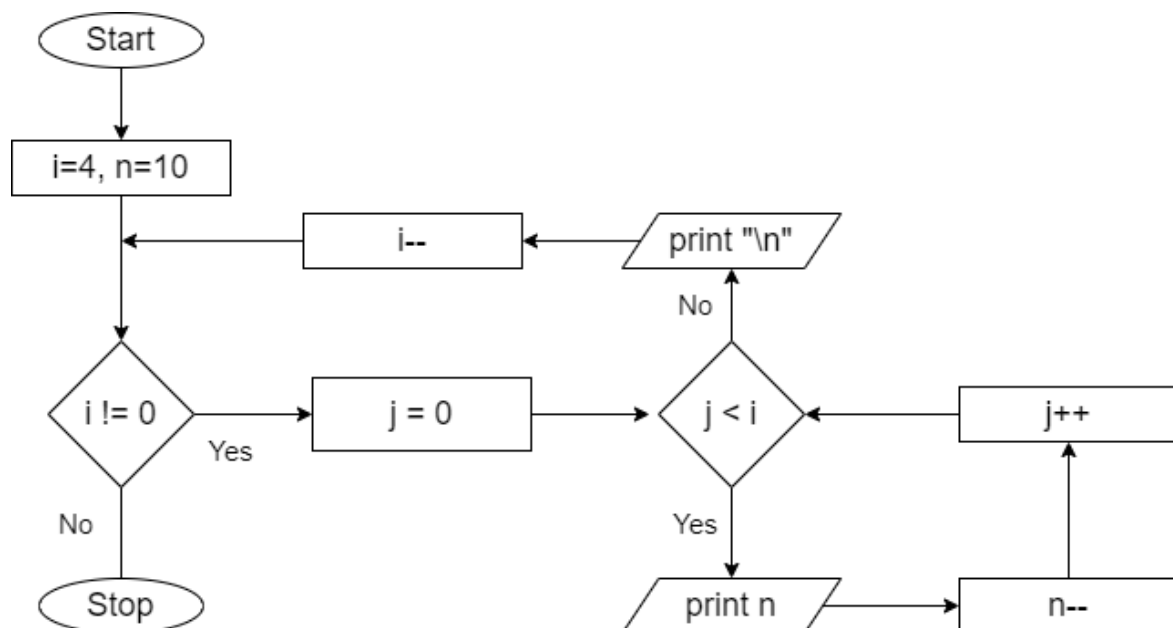 Start
i=4, n=10
i--
print "\n"
No
i != 0
Yes
j = 0
j < i
j++
No
Yes
Stop
print n
n--